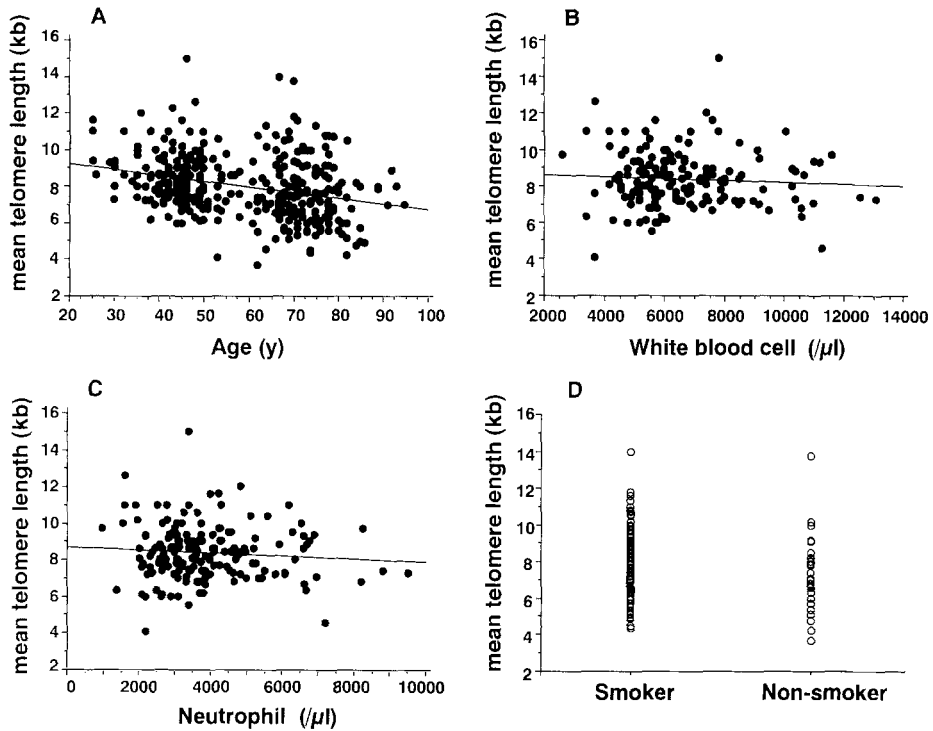 A
mean telomere length (kb)
16
14
12
10
8
6
4
2
20 30 40 50 60 70 80 90 100
Age (y)
B
mean telomere length (kb)
16
14
12
10
8
6
4
2
2000 4000 6000 8000 10000 12000 14000
White blood cell (/µl)
C
mean telomere length (kb)
16
14
12
10
8
6
4
2
0 2000 4000 6000 8000 10000
Neutrophil (/µl)
D
mean telomere length (kb)
16
14
12
10
8
6
4
2
Smoker Non-smoker